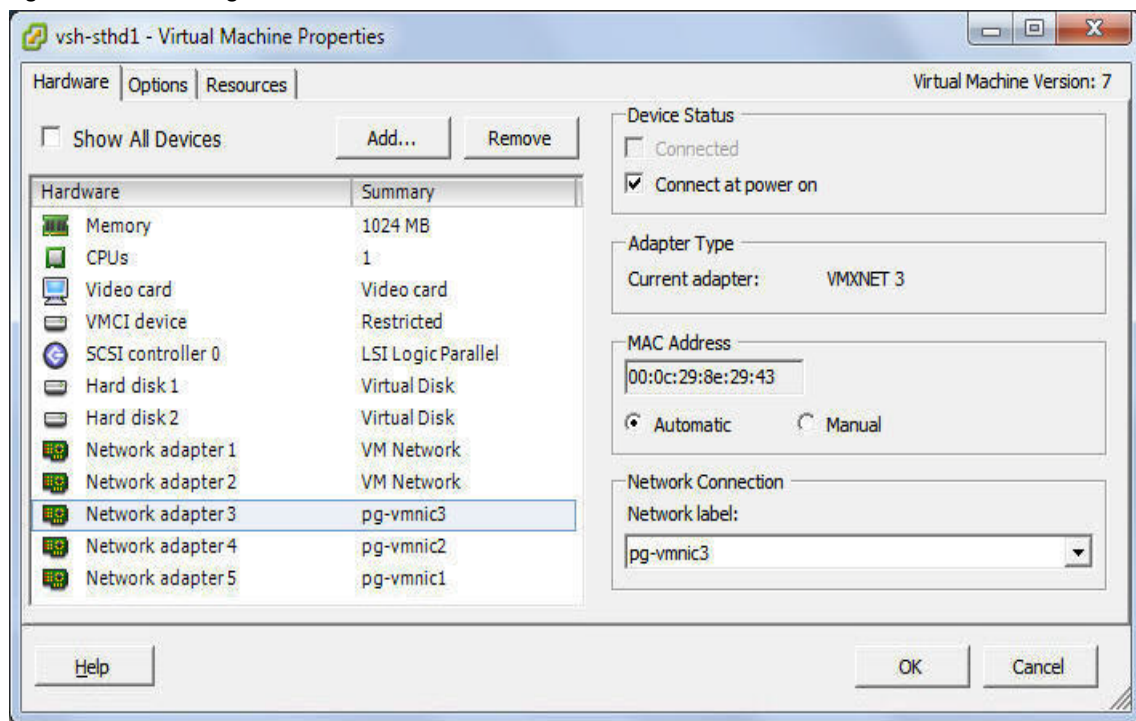 vsh-sthd1 - Virtual Machine Properties
Hardware Options Resources Virtual Machine Version: 7
Show All Devices Add... Remove
Hardware Summary
Memory 1024 MB
CPUs 1
Video card Video card
VMCI device Restricted
SCSI controller 0 LSI Logic Parallel
Hard disk 1 Virtual Disk
Hard disk 2 Virtual Disk
Network adapter 1 VM Network
Network adapter 2 VM Network
Network adapter 3 pg-vmnic3
Network adapter 4 pg-vmnic2
Network adapter 5 pg-vmnic1
Device Status
Connected
Connect at power on
Adapter Type
Current adapter: VMXNET 3
MAC Address
00:0c:29:8e:29:43
Automatic Manual
Network Connection
Network label:
pg-vmnic3
Help OK Cancel